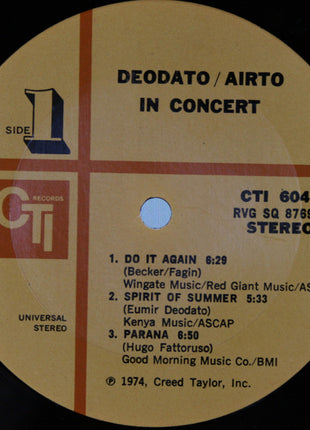 DEODATO / AIRTO
IN CONCERT
SIDE 1
CTI RECORDS
CTI 604
RVG SQ 876
STEREO
UNIVERSAL
STEREO
1. DO IT AGAIN 6:29
(Becker/Fagin)
Wingate Music/Red Giant Music/AS
2. SPIRIT OF SUMMER 5:33
(Eumir Deodato)
Kenya Music/ASCAP
3. PARANA 6:50
(Hugo Fattoruso)
Good Morning Music Co./BMI
℗ 1974, Creed Taylor, Inc.